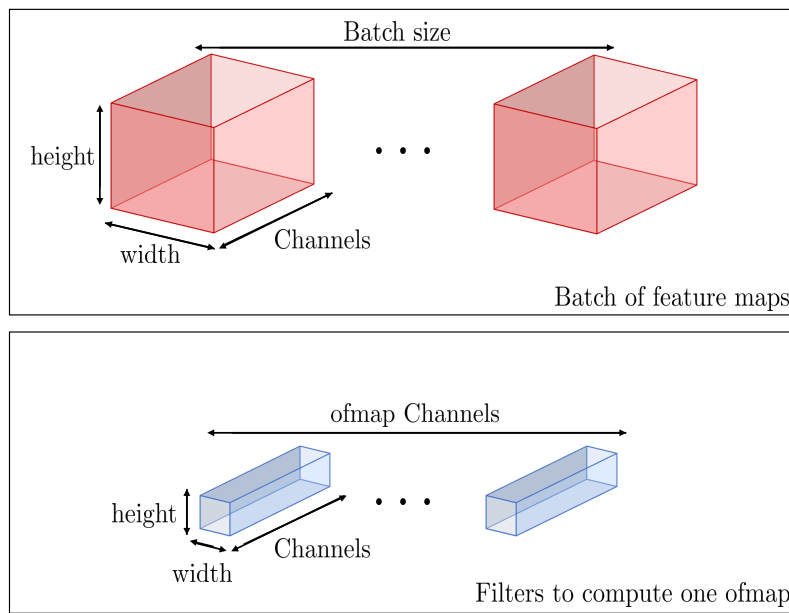 Batch size
height
Channels
width
Batch of feature maps
ofmap Channels
height
Channels
width
Filters to compute one ofmap